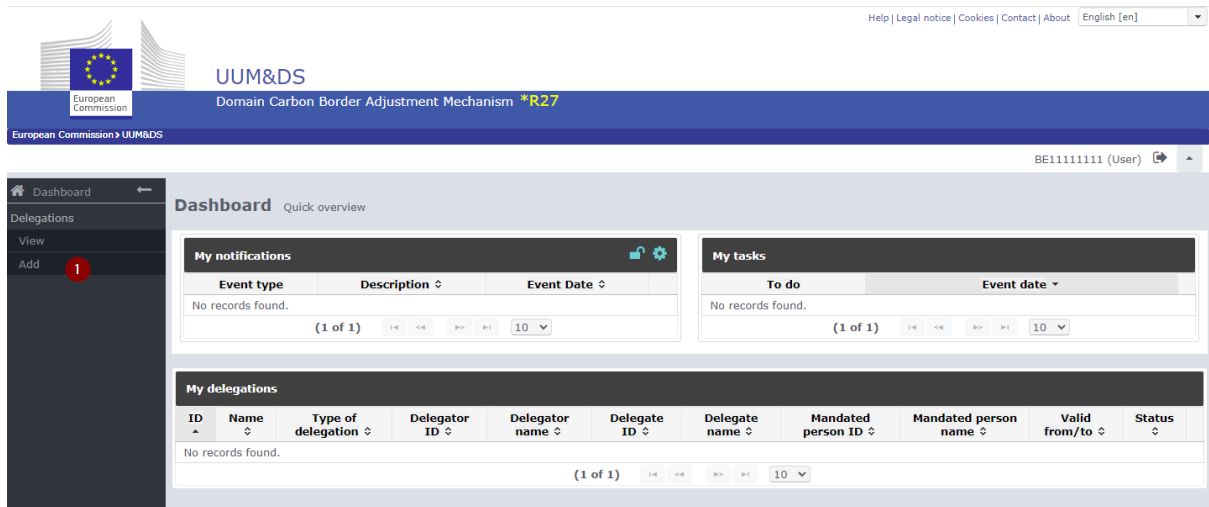 Help | Legal notice | Cookies | Contact | About English [en]
UUM&DS
European
Commission
Domain Carbon Border Adjustment Mechanism *R27
European Commission > UUM&DS
BE11111111 (User)
Dashboard
Delegations
View
Add 1
Dashboard Quick overview
My notifications
Event type Description Event Date
No records found.
(1 of 1) 10
My tasks
To do Event date
No records found.
(1 of 1) 10
My delegations
ID Name Type of delegation Delegator ID Delegator name Delegate ID Delegate name Mandated person ID Mandated person name Valid from/to Status
No records found.
(1 of 1) 10